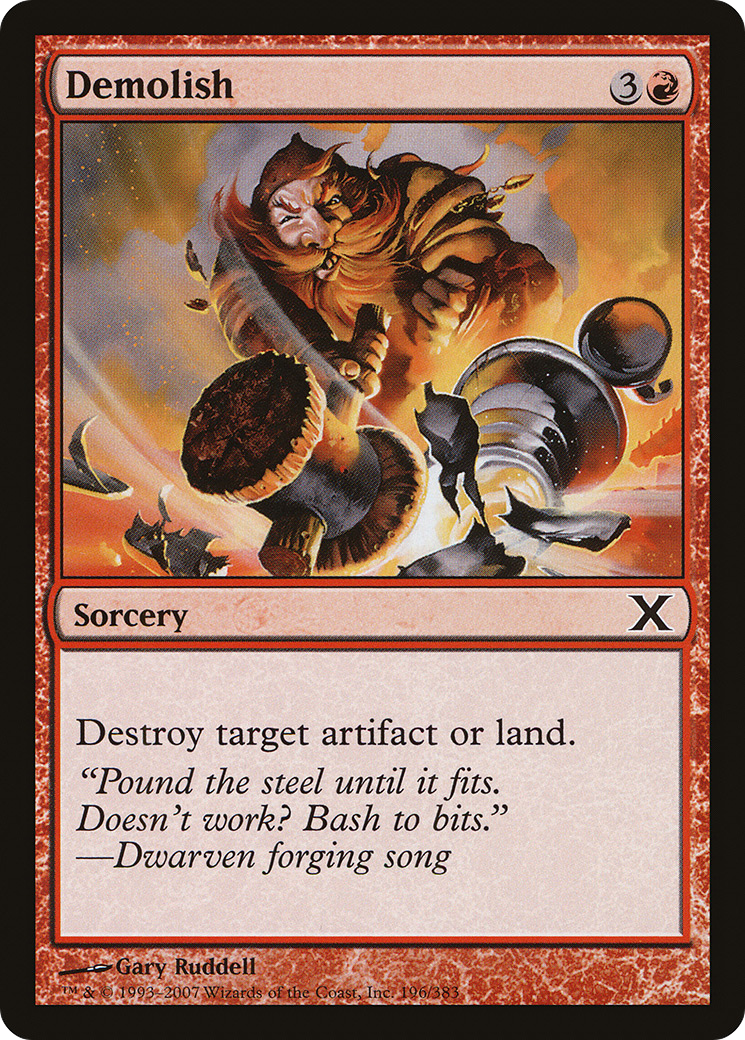 Demolish 3
Sorcery X
Destroy target artifact or land.
“Pound the steel until it fits.
Doesn’t work? Bash to bits.”
—Dwarven forging song
Gary Ruddell
™ & © 1993–2007 Wizards of the Coast, Inc. 196/383